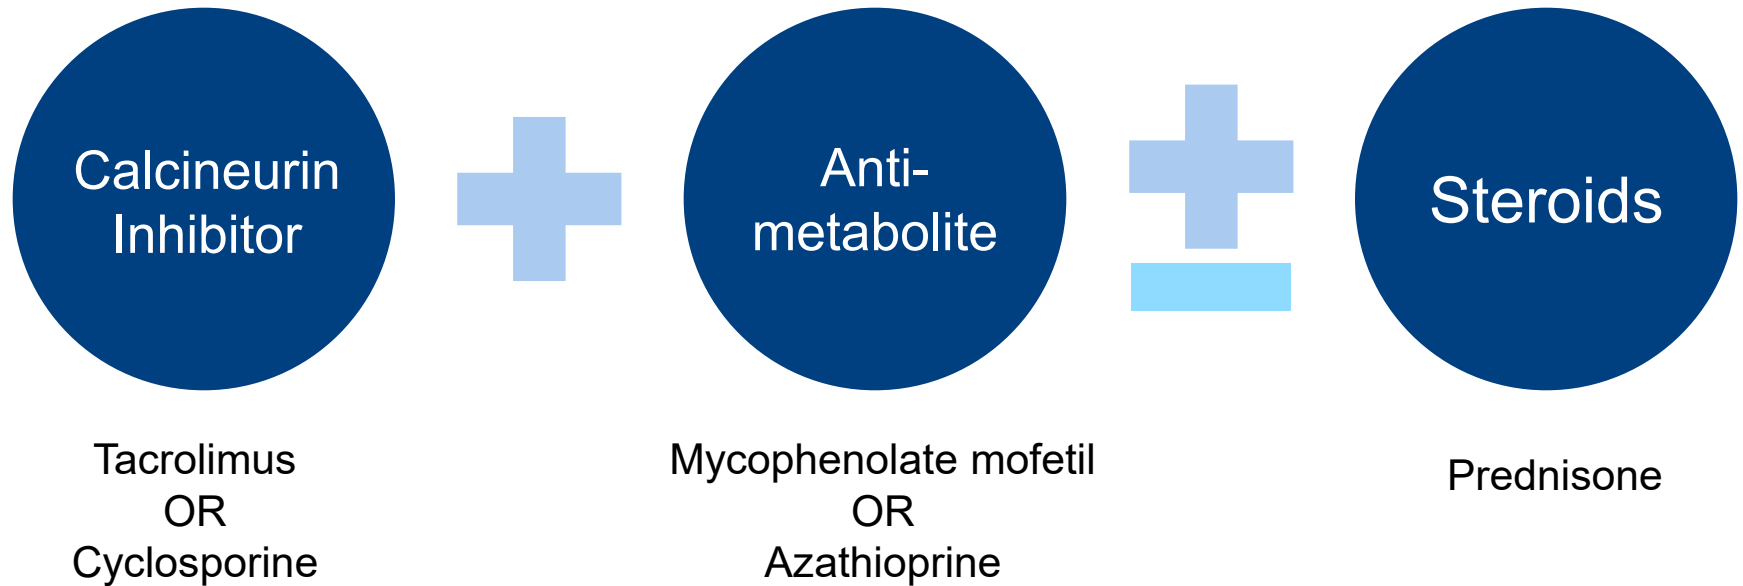 Calcineurin
Inhibitor
Anti-
metabolite
Steroids
Tacrolimus
OR
Cyclosporine
Mycophenolate mofetil
OR
Azathioprine
Prednisone